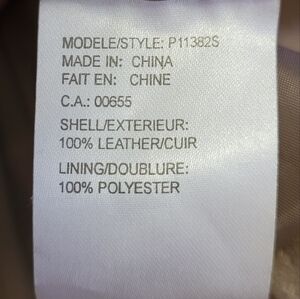 MODELE/STYLE: P11382S
MADE IN: CHINA
FAIT EN: CHINE
C.A.: 00655
SHELL/EXTERIEUR:
100% LEATHER/CUIR
LINING/DOUBLURE:
100% POLYESTER